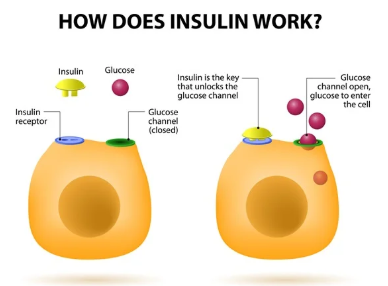 HOW DOES INSULIN WORK?
Insulin
Glucose
Insulin
receptor
Glucose
channel
(closed)
Insulin is the key
that unlocks the
glucose channel
Glucose
channel open,
glucose to enter
the cell